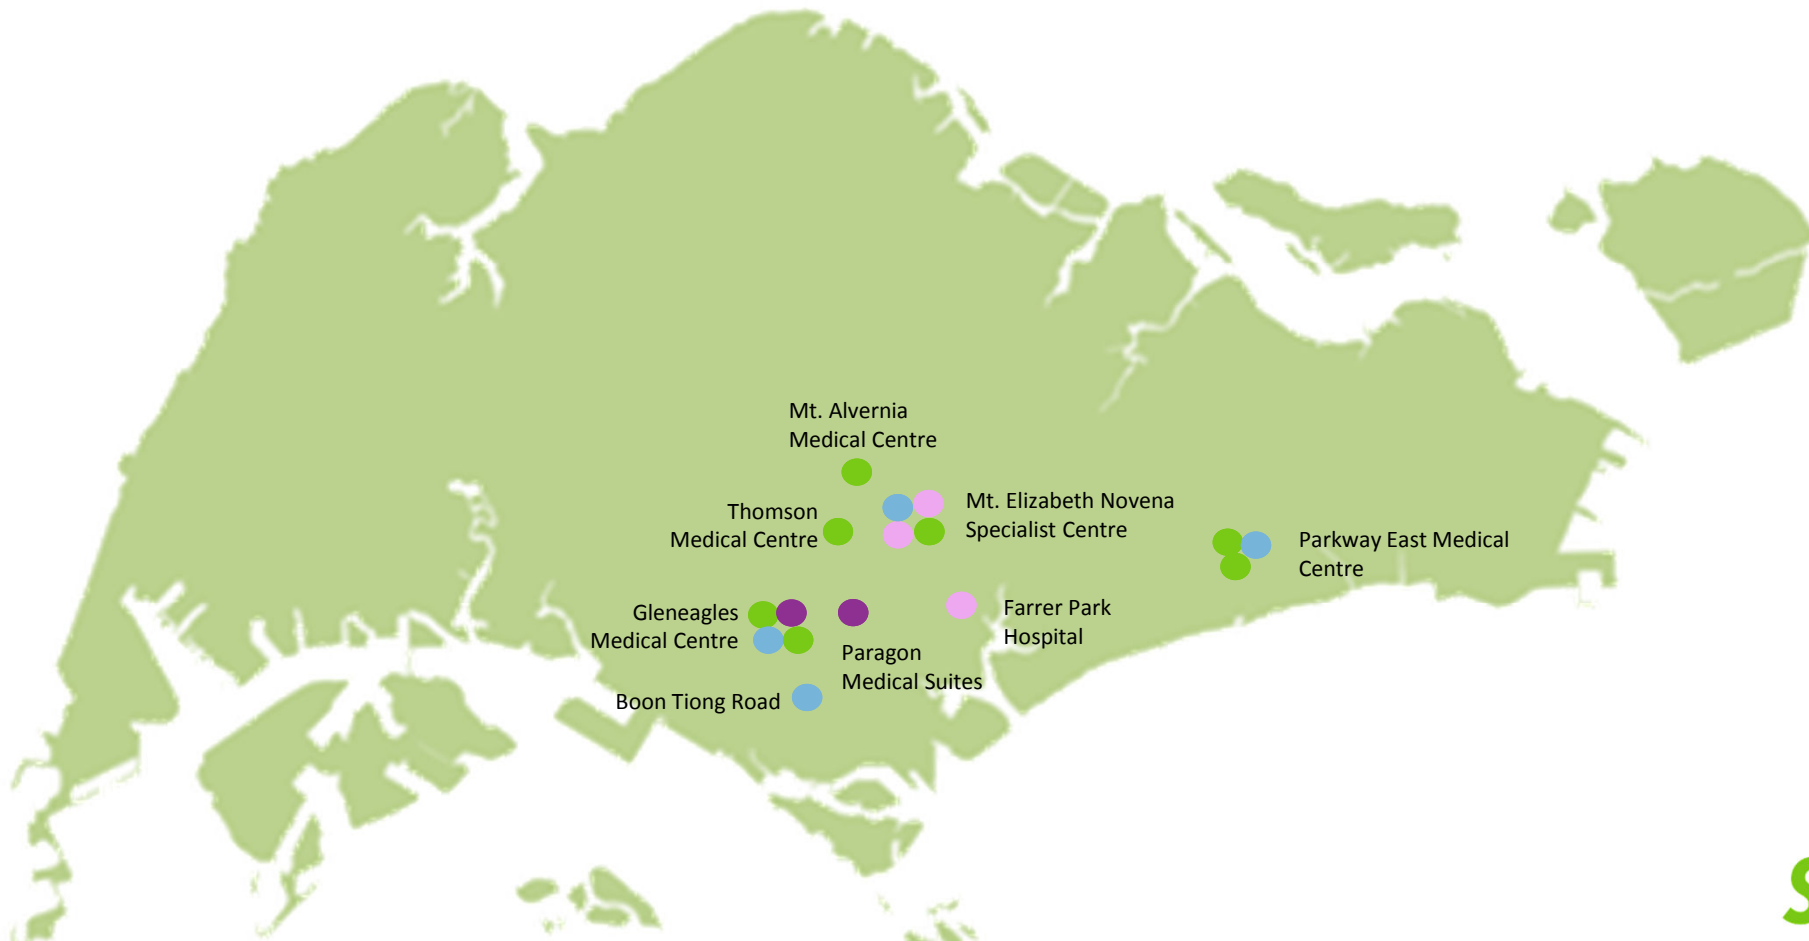 Mt. Alvernia
Medical Centre
Thomson
Medical Centre
Mt. Elizabeth Novena
Specialist Centre
Parkway East Medical
Centre
Gleneagles
Medical Centre
Farrer Park
Hospital
Paragon
Medical Suites
Boon Tiong Road
S